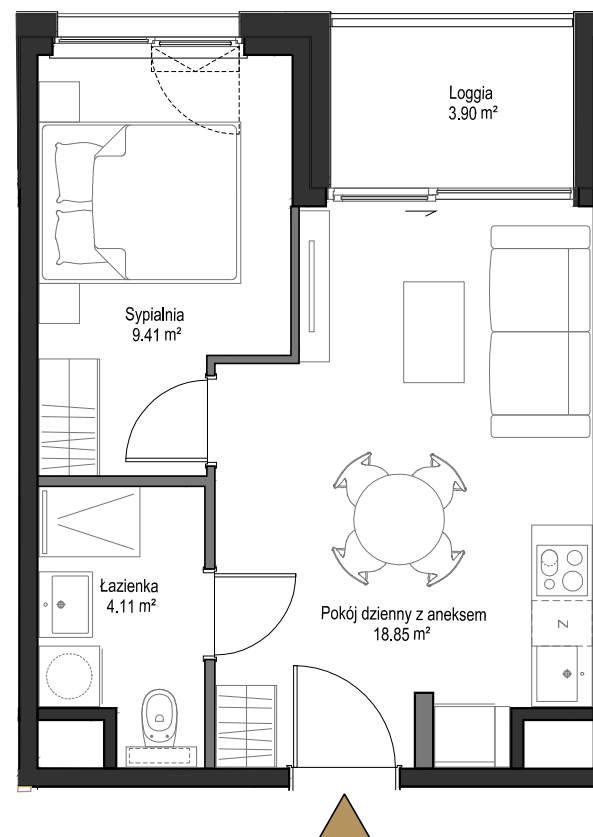 Loggia
3.90 m²
Sypialnia
9.41 m²
Łazienka
4.11 m²
Pokój dzienny z aneksem
18.85 m²
Z